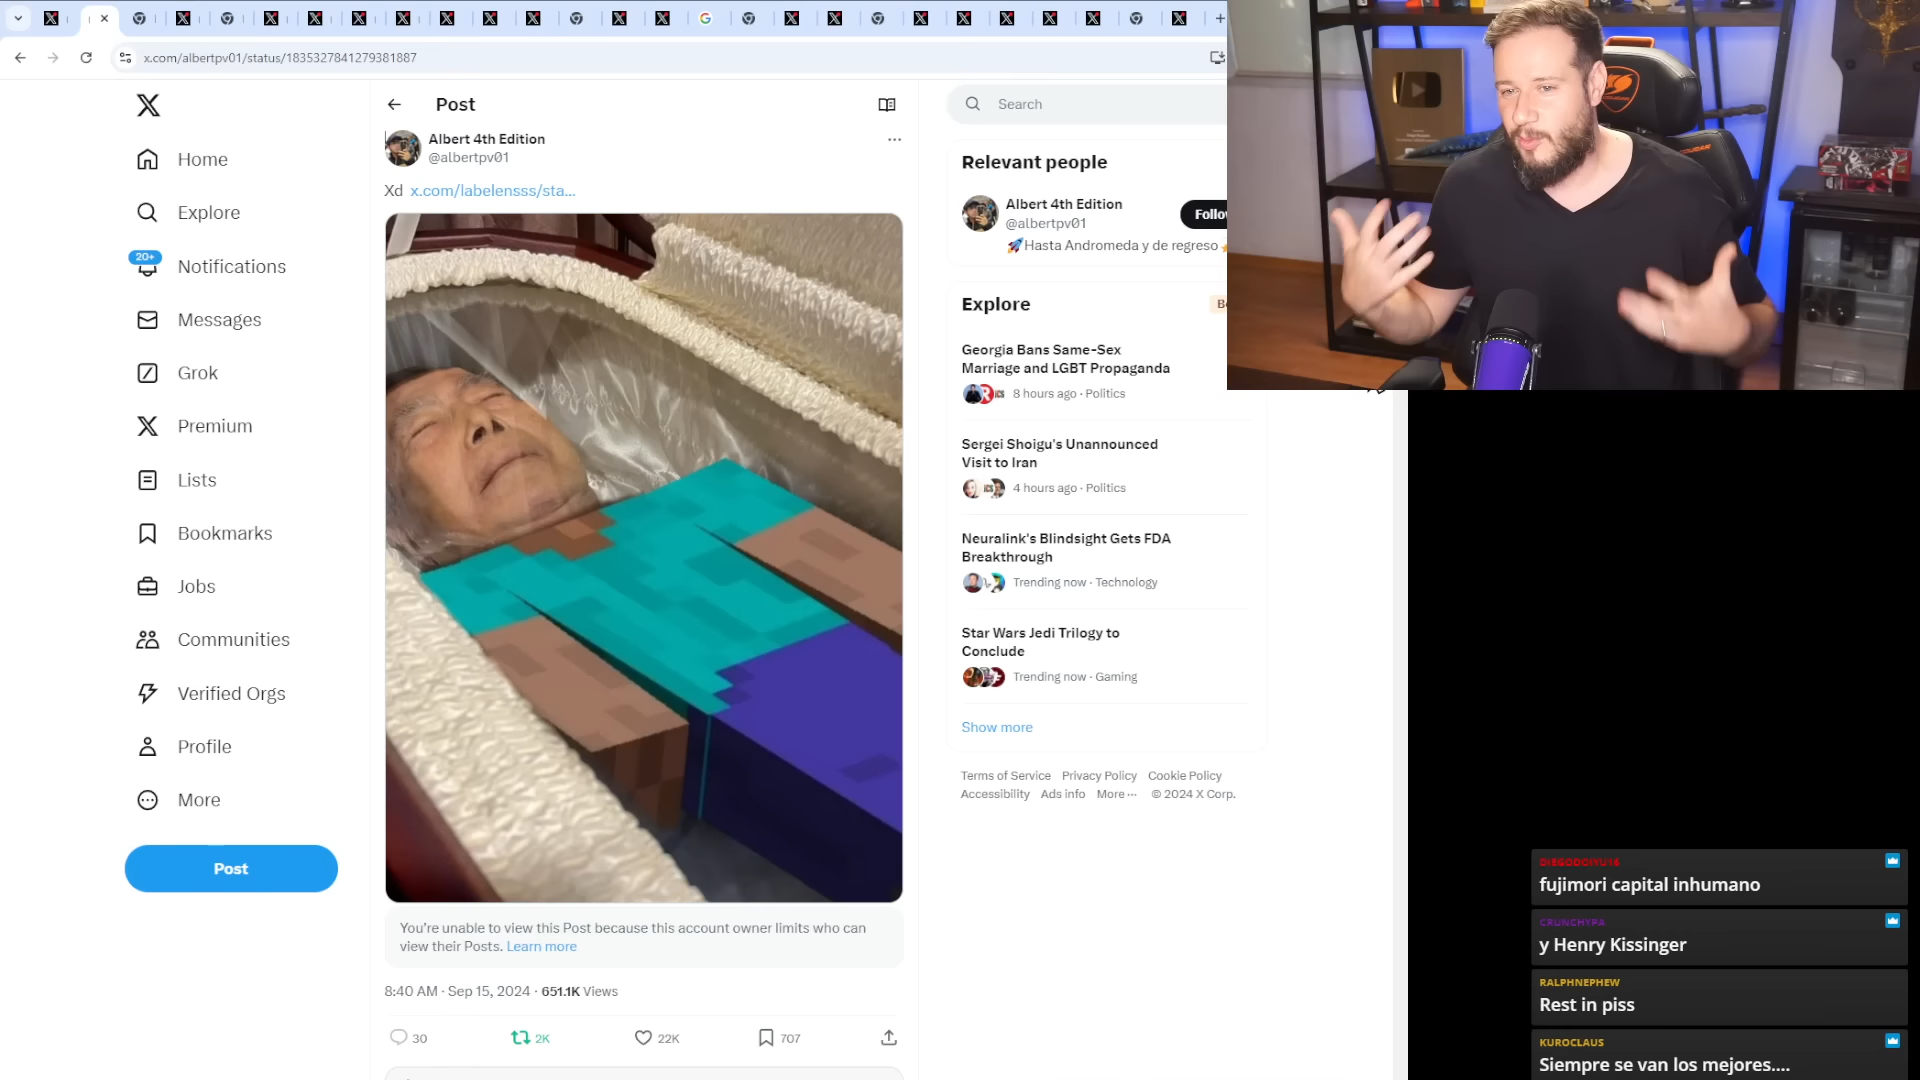 x.com/albertpv01/status/1835327841279381887
Home
Explore
20+
Notifications
Messages
Grok
Premium
Lists
Bookmarks
Jobs
Communities
Verified Orgs
Profile
More
Post
Post
Albert 4th Edition
@albertpv01
Xd x.com/labelensss/sta...
You're unable to view this Post because this account owner limits who can
view their Posts. Learn more
8:40 AM · Sep 15, 2024 · 651.1K Views
30
2K
22K
707
Search
Relevant people
Albert 4th Edition
@albertpv01
Hasta Andromeda y de regreso
Explore
Georgia Bans Same-Sex
Marriage and LGBT Propaganda
8 hours ago · Politics
Sergei Shoigu's Unannounced
Visit to Iran
4 hours ago · Politics
Neuralink's Blindsight Gets FDA
Breakthrough
Trending now · Technology
Star Wars Jedi Trilogy to
Conclude
Trending now · Gaming
Show more
Terms of Service Privacy Policy Cookie Policy
Accessibility Ads info More ··· © 2024 X Corp.
fujimori capital inhumano
CRUNCHYPA
y Henry Kissinger
RALPHNEPHEW
Rest in piss
KUROCLAUS
Siempre se van los mejores....